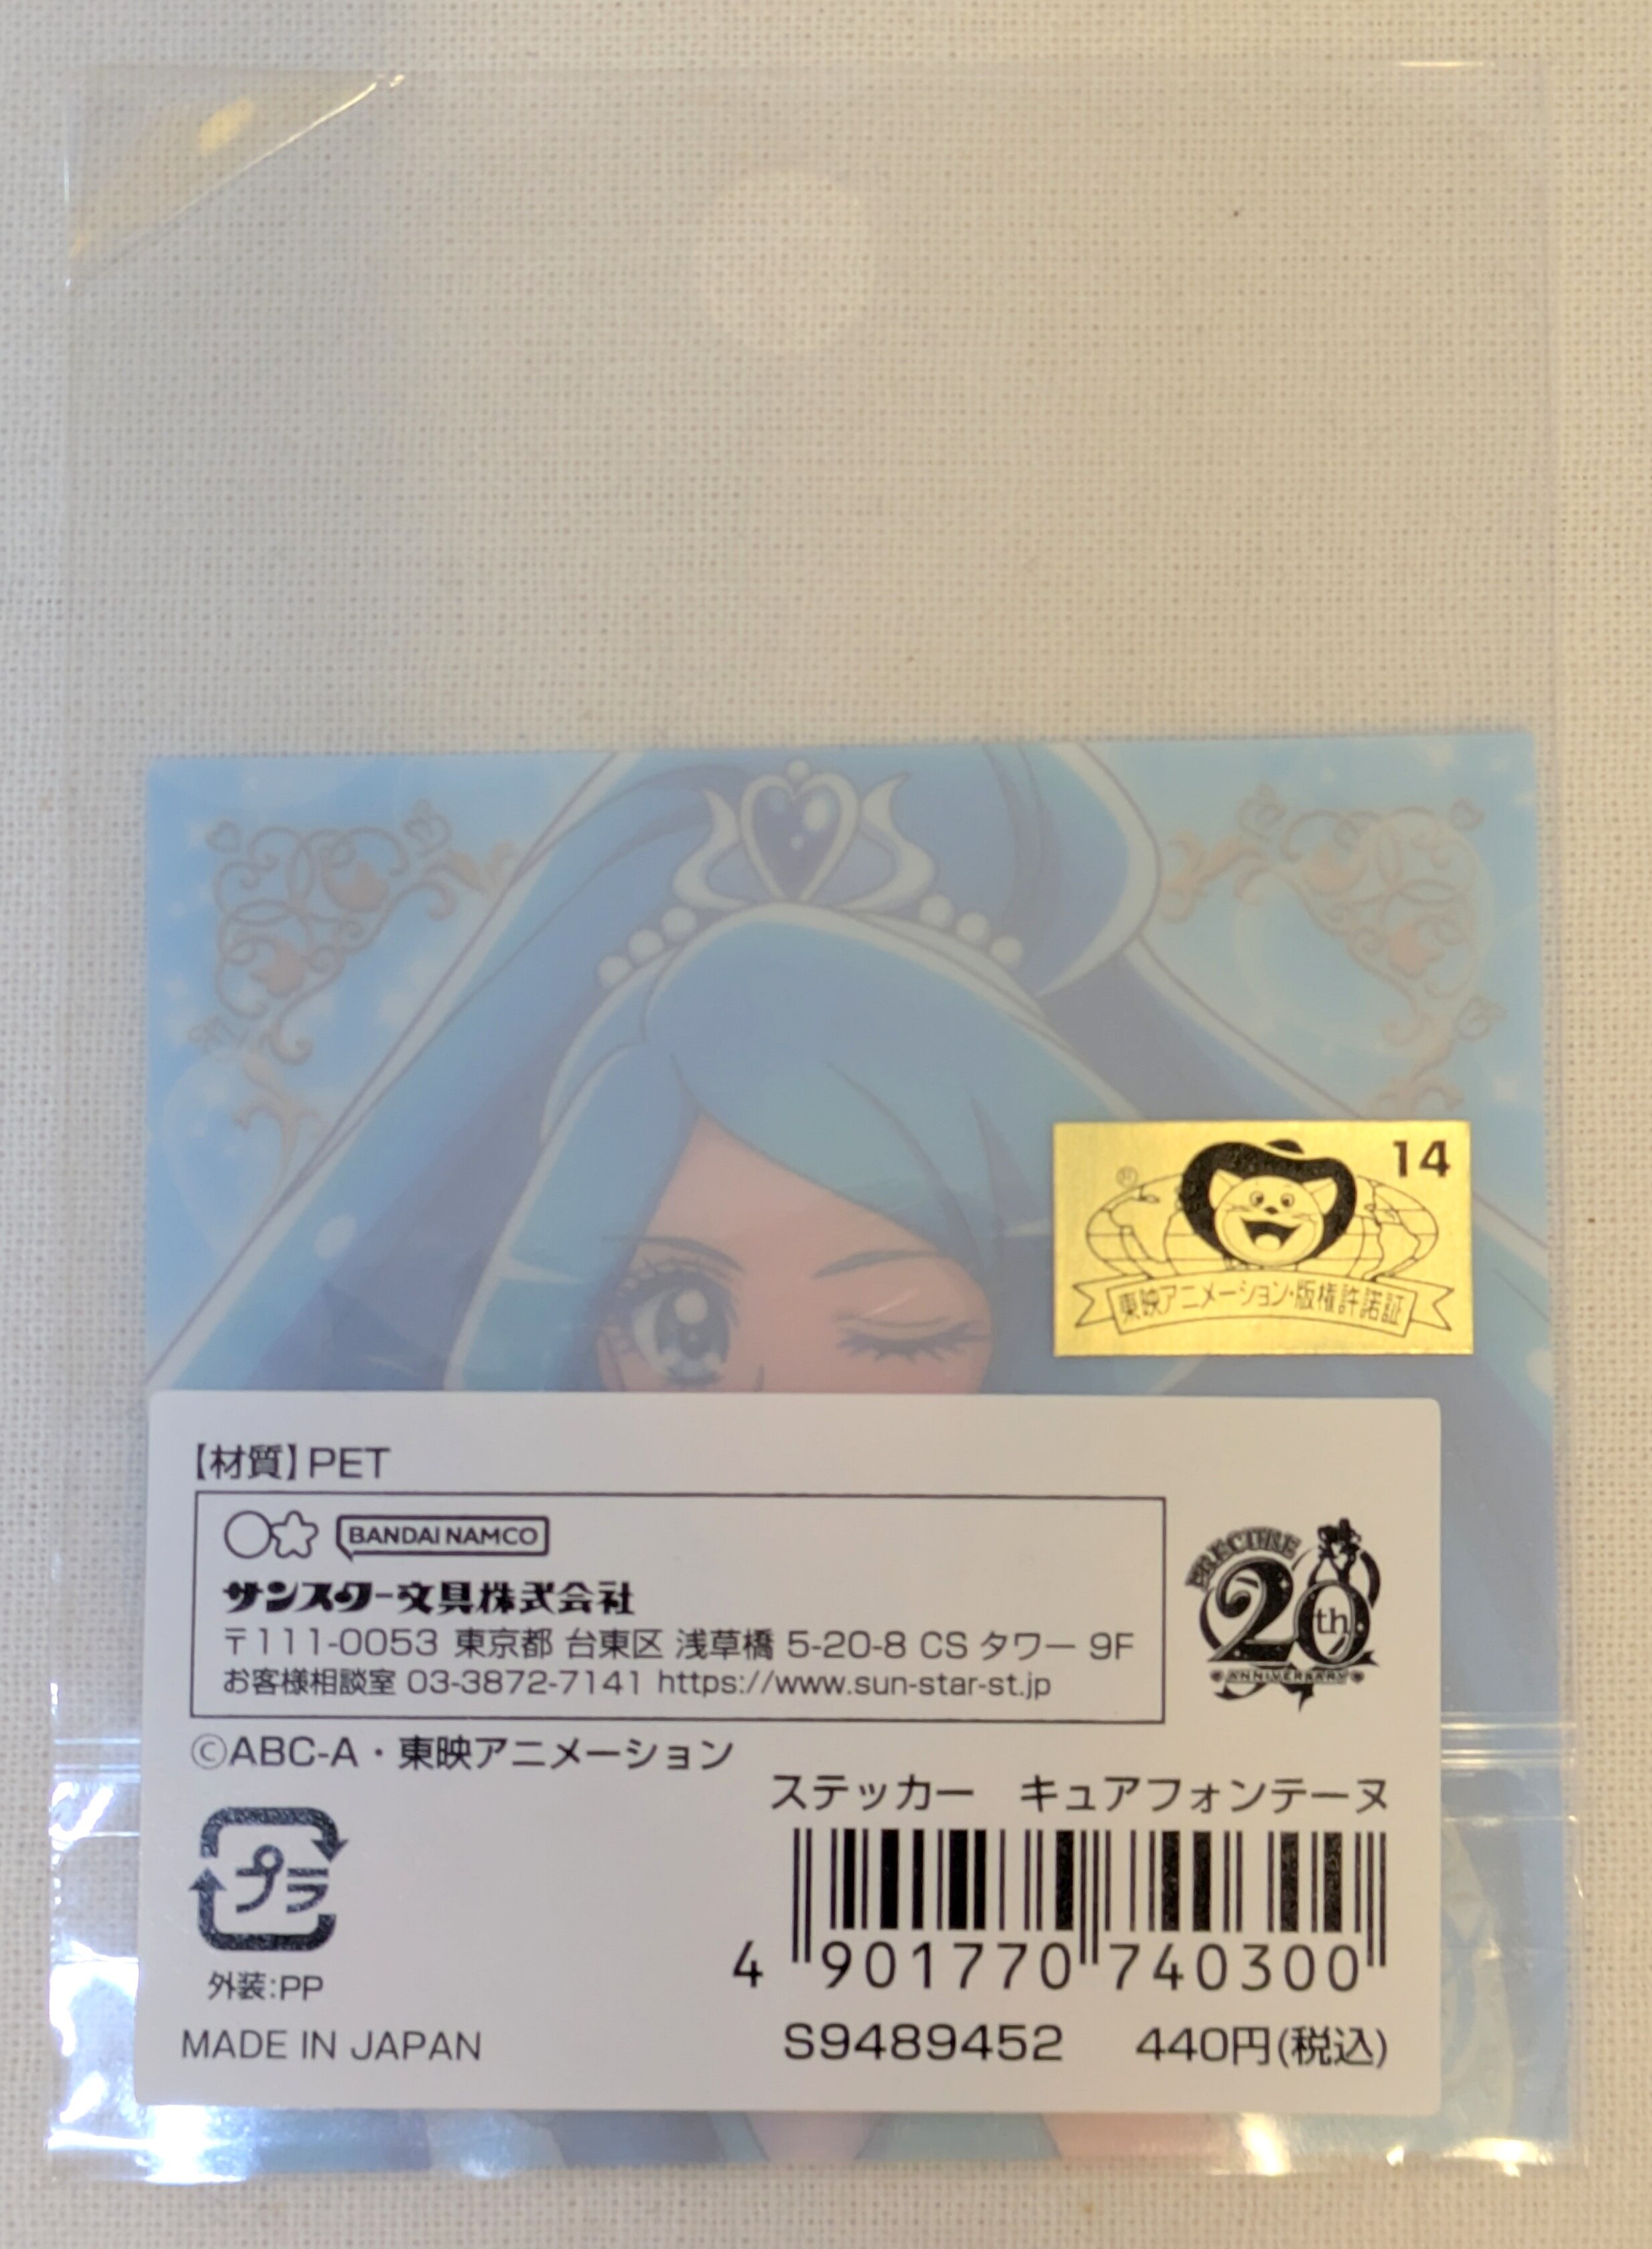 14
東映アニメーション・版権許諾証
【材質】PET
BANDAI NAMCO
サンスター文具株式会社
〒111-0053 東京都 台東区 浅草橋 5-20-8 CS タワー 9F
お客様相談室 03-3872-7141 https://www.sun-star-st.jp
PRECURE
20th
ANNIVERSARY
©ABC-A・東映アニメーション
ステッカー　キュアフォンテーヌ
プラ
4 901770 740300
外装:PP
MADE IN JAPAN
S9489452 440円(税込)